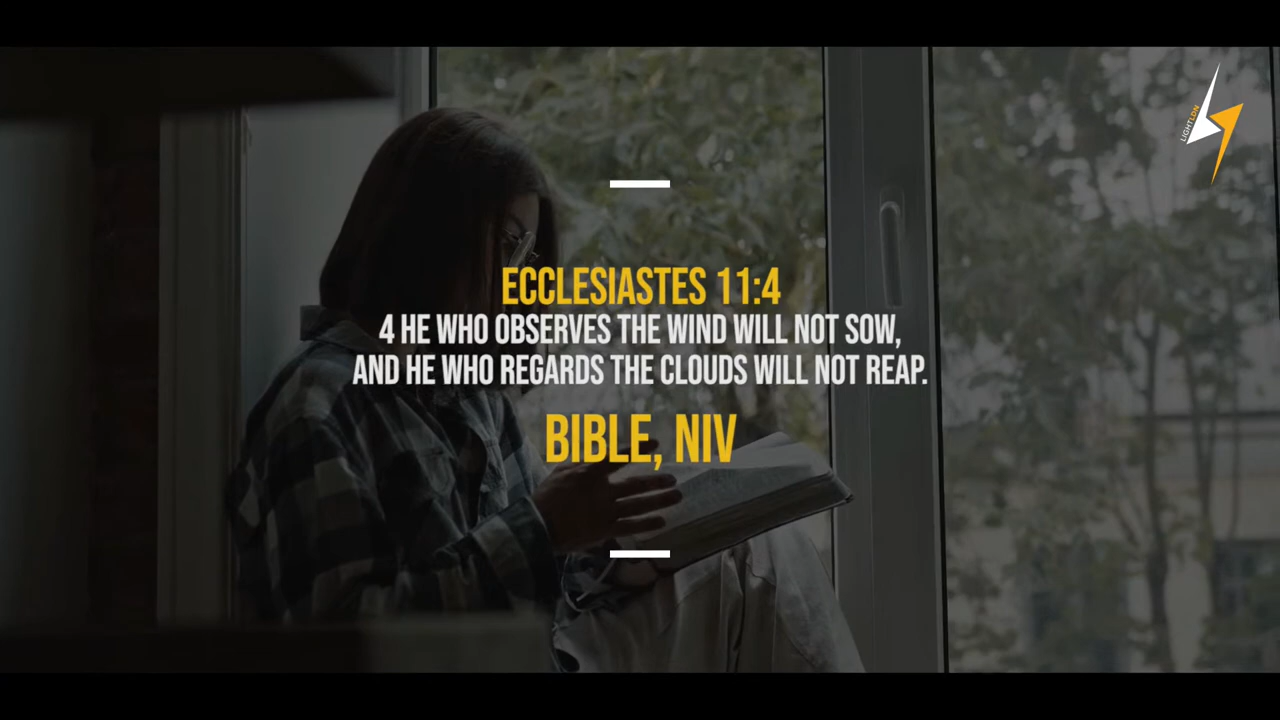 LIGHTLDN
ECCLESIASTES 11:4
4 HE WHO OBSERVES THE WIND WILL NOT SOW,
AND HE WHO REGARDS THE CLOUDS WILL NOT REAP.
BIBLE, NIV